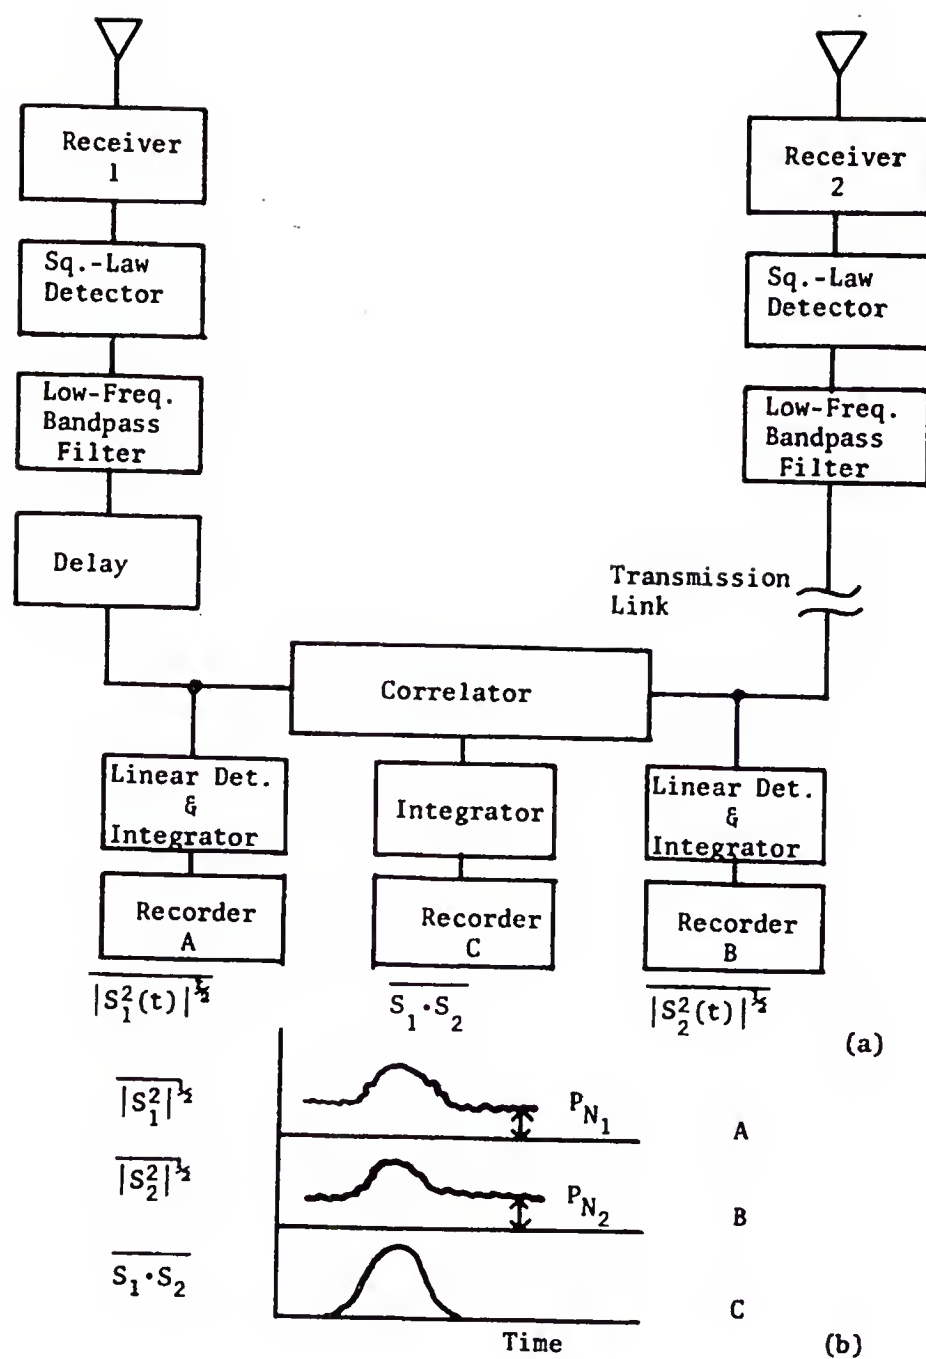 Receiver
1
Receiver
2
Sq.-Law
Detector
Sq.-Law
Detector
Low-Freq.
Bandpass
Filter
Low-Freq.
Bandpass
Filter
Delay
Transmission
Link
Correlator
Linear Det.
&
Integrator
Integrator
Linear Det.
&
Integrator
Recorder
A
Recorder
C
Recorder
B
|S₁²(t)|^½
S₁·S₂
|S₂²(t)|^½
(a)
|S₁²|^½
P_N₁
A
|S₂²|^½
P_N₂
B
S₁·S₂
C
Time
(b)